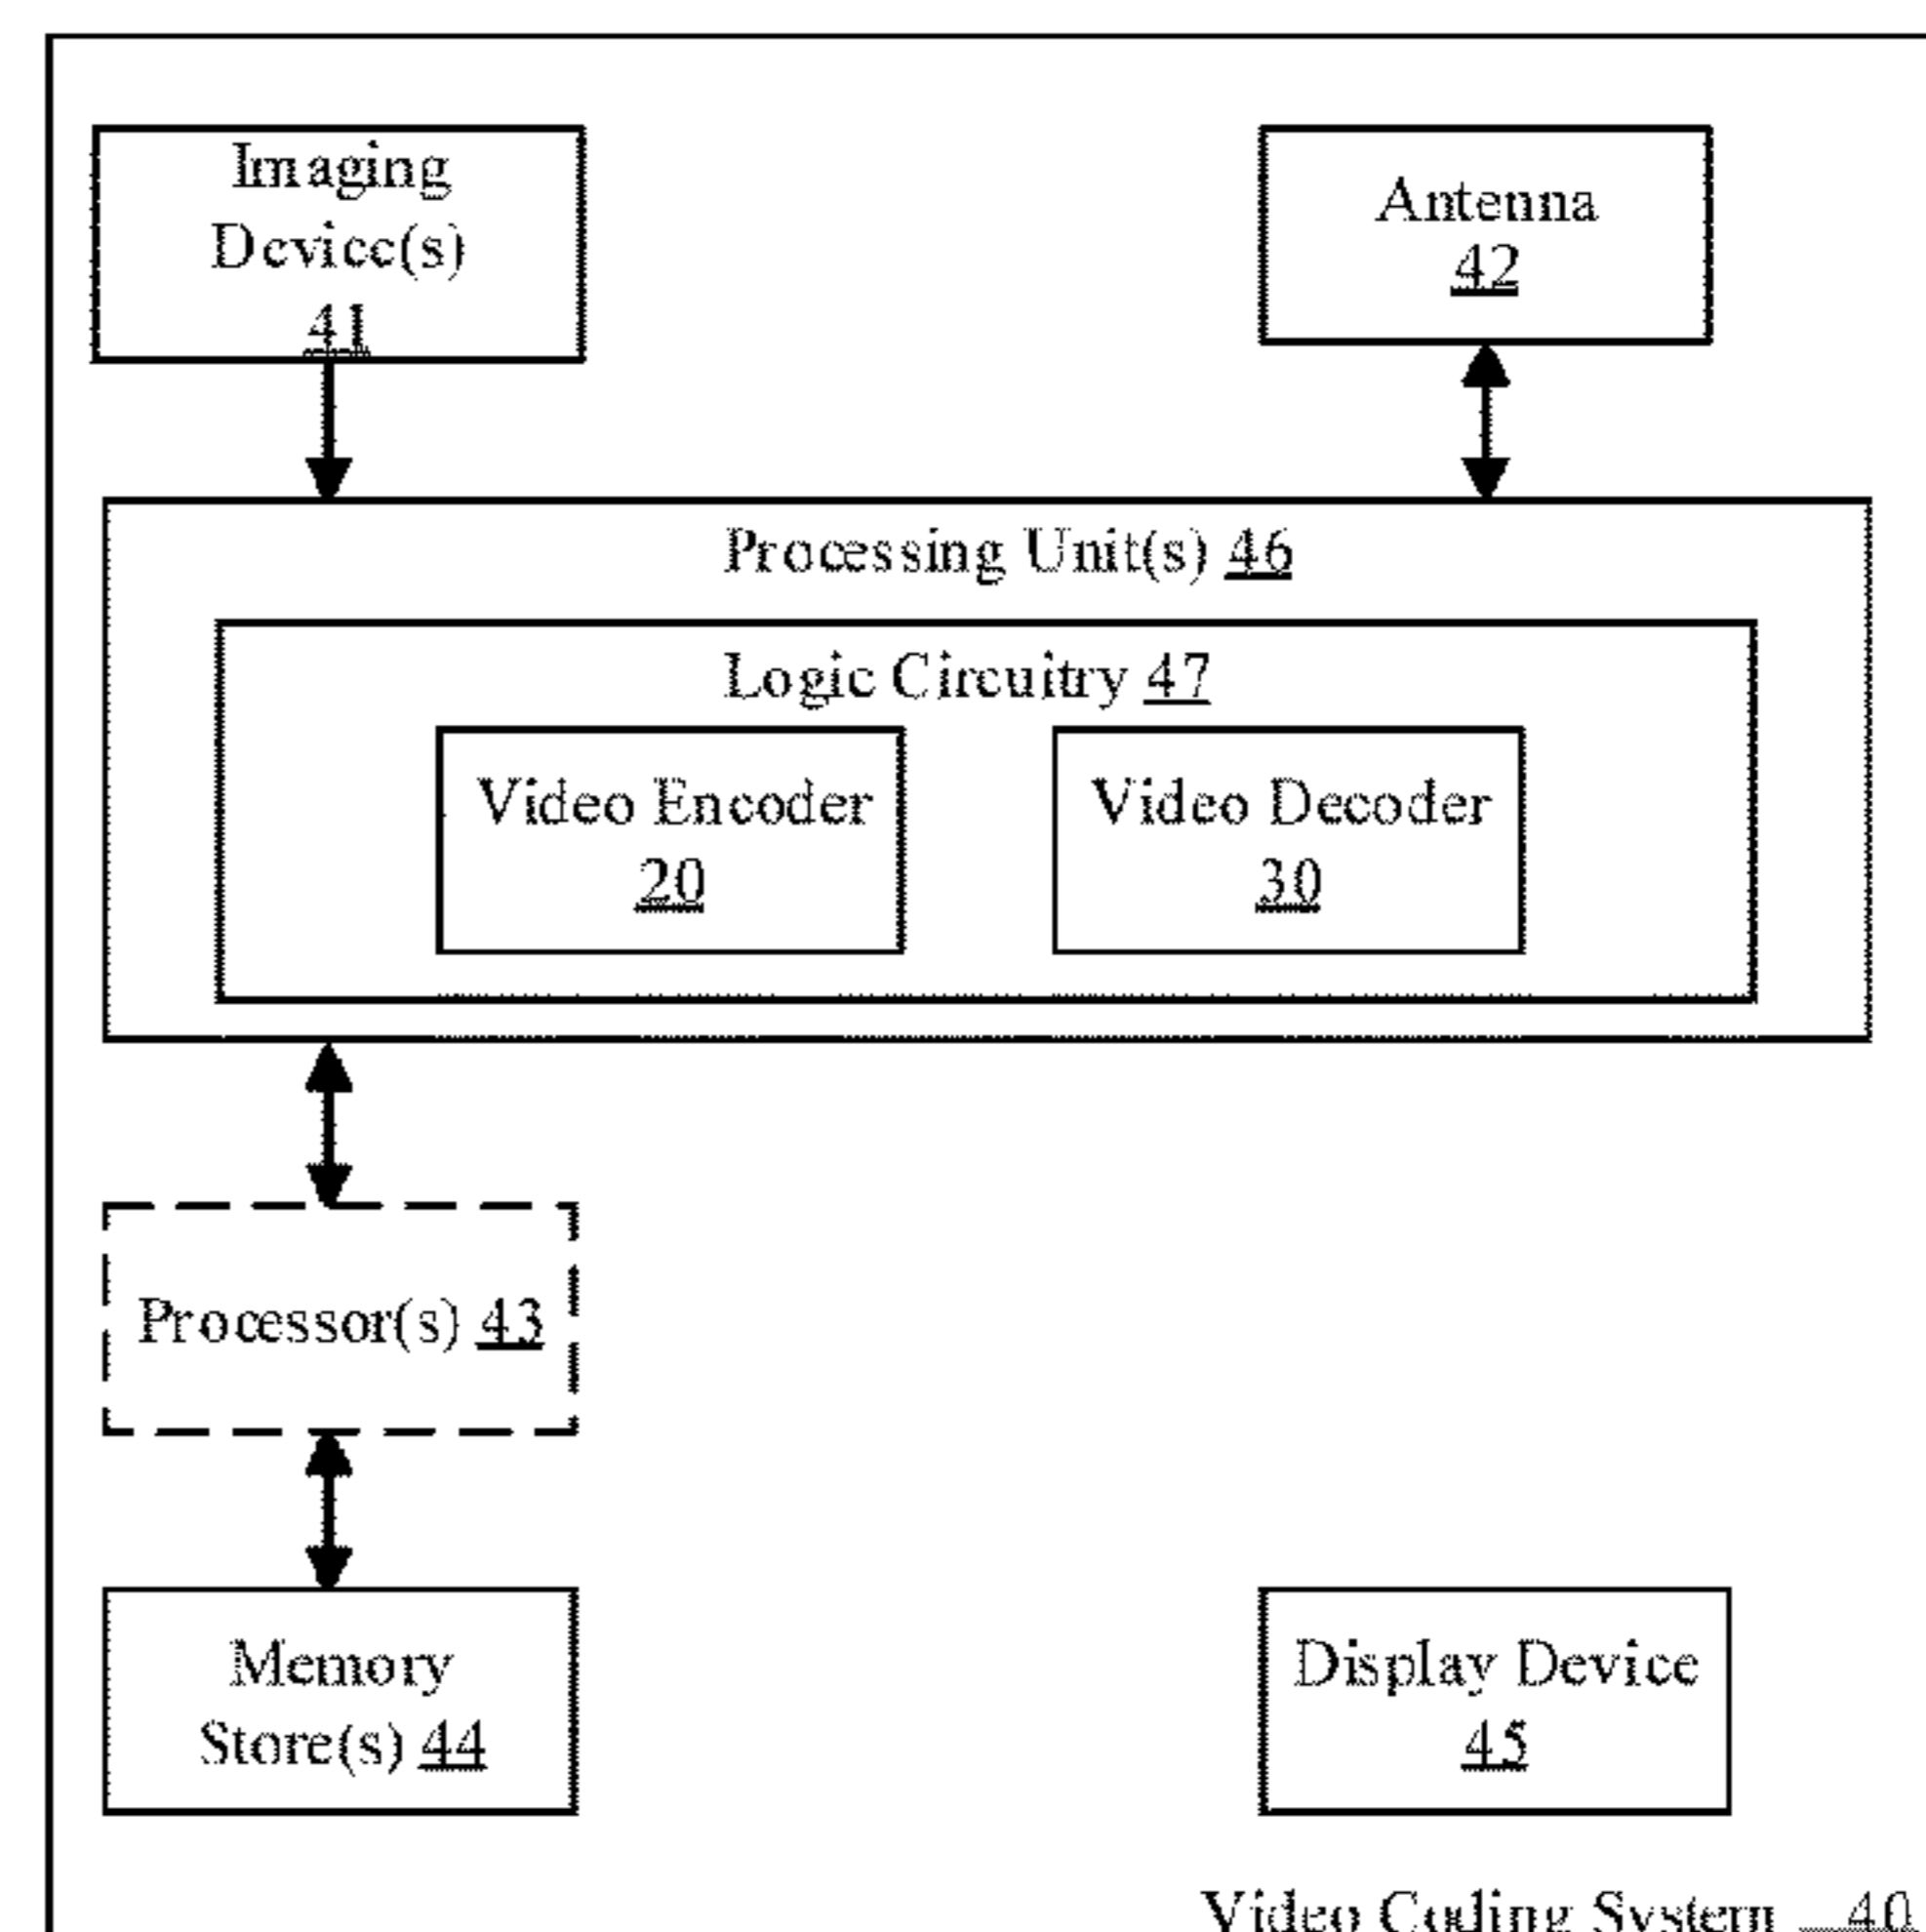 Imaging
Device(s)
41
Antenna
42
Processing Unit(s) 46
Logic Circuitry 47
Video Encoder
20
Video Decoder
30
Processor(s) 43
Memory
Store(s) 44
Display Device
45
Video Coding System 40